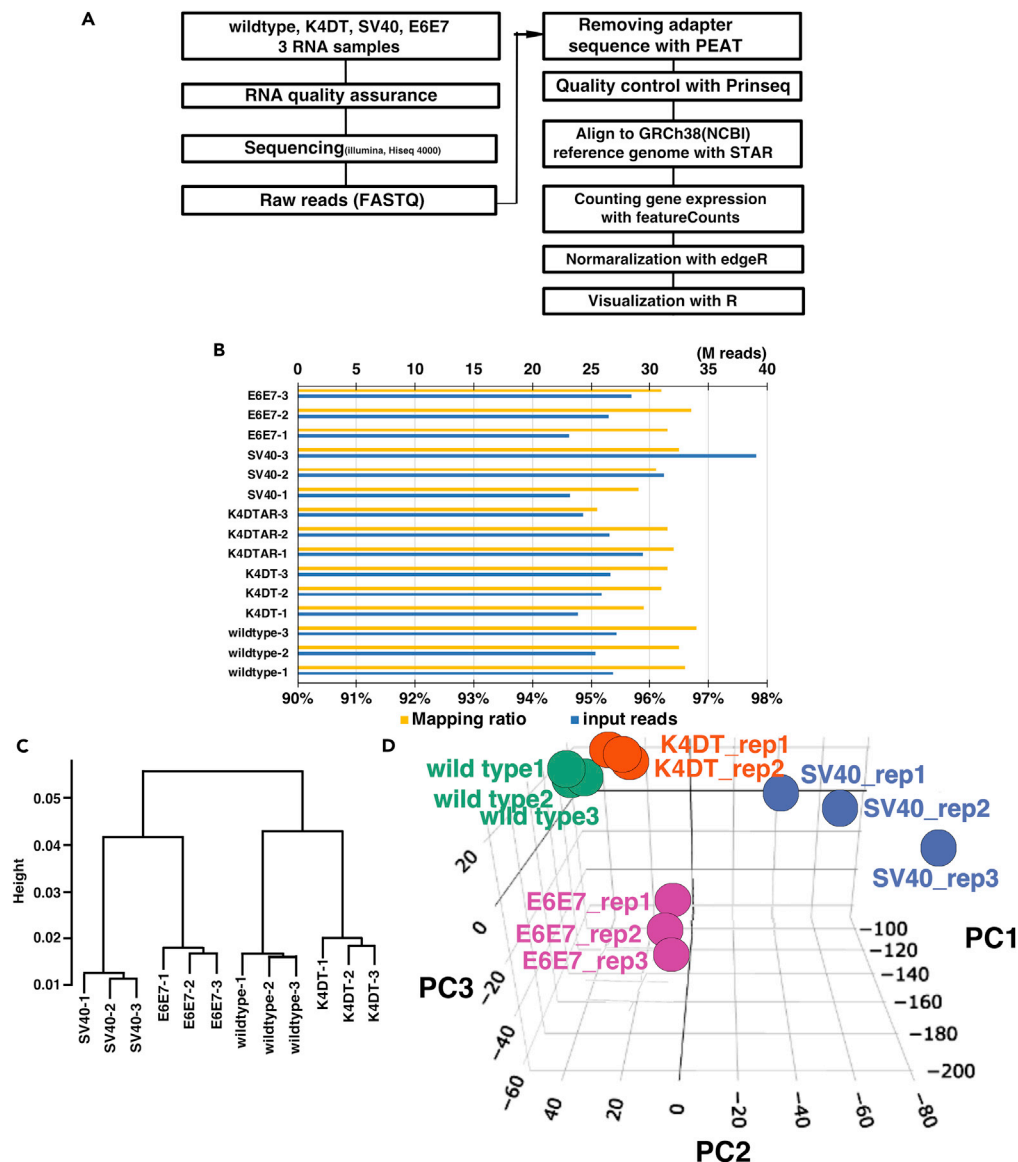 A
wildtype, K4DT, SV40, E6E7
3 RNA samples
RNA quality assurance
Sequencing(illumina, Hiseq 4000)
Raw reads (FASTQ)
Removing adapter
sequence with PEAT
Quality control with Prinseq
Align to GRCh38(NCBI)
reference genome with STAR
Counting gene expression
with featureCounts
Normaralization with edgeR
Visualization with R
B
(M reads)
0 5 10 15 20 25 30 35 40
E6E7-3
E6E7-2
E6E7-1
SV40-3
SV40-2
SV40-1
K4DTAR-3
K4DTAR-2
K4DTAR-1
K4DT-3
K4DT-2
K4DT-1
wildtype-3
wildtype-2
wildtype-1
90% 91% 92% 93% 94% 95% 96% 97% 98%
Mapping ratio input reads
C
Height
0.05
0.04
0.03
0.02
0.01
SV40-1
SV40-2
SV40-3
E6E7-1
E6E7-2
E6E7-3
wildtype-1
wildtype-2
wildtype-3
K4DT-1
K4DT-2
K4DT-3
D
K4DT_rep1
K4DT_rep2
wild type1
wild type2
wild type3
SV40_rep1
SV40_rep2
SV40_rep3
E6E7_rep1
E6E7_rep2
E6E7_rep3
PC3
20
0
−20
−40
−60
PC1
−100
−120
−140
−160
−180
−200
40 20 0 −20 −40 −60 −80
PC2